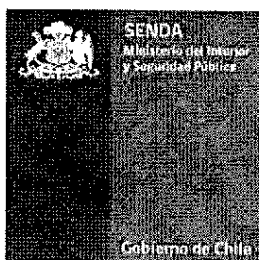 SENDA
Ministerio del Interior
y Seguridad Pública
Gobierno de Chile